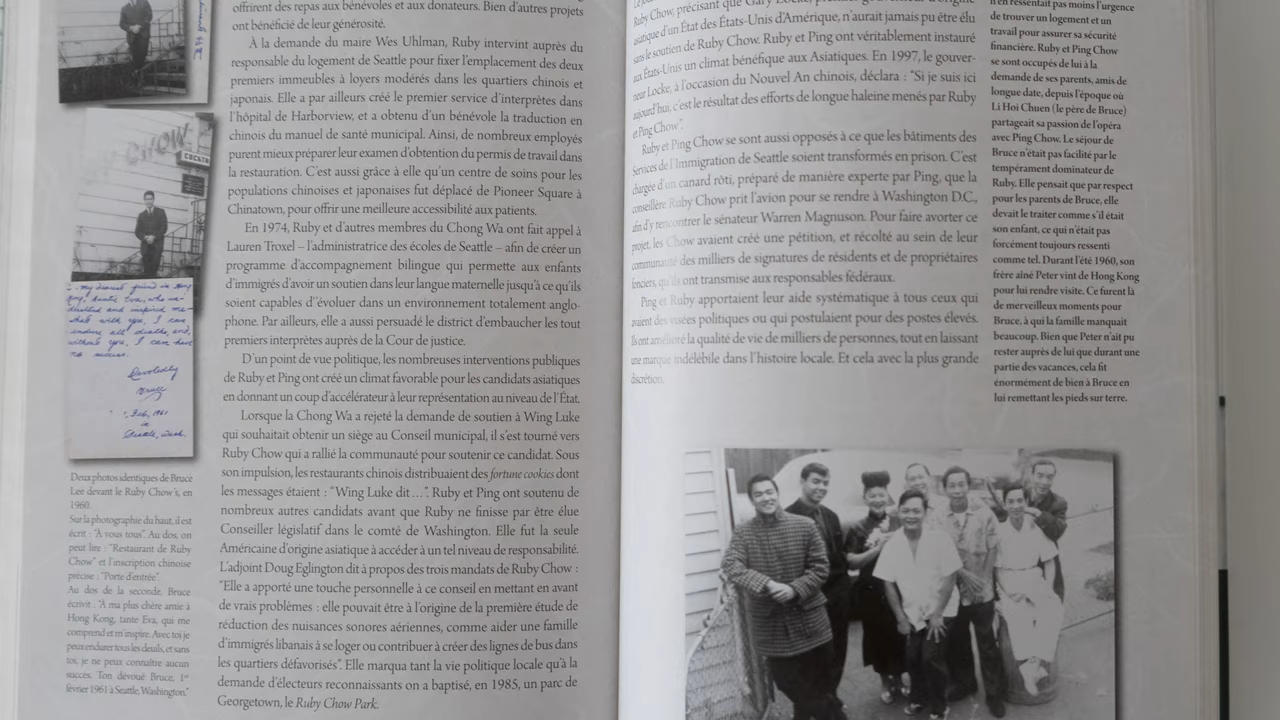 offrirent des repas aux bénévoles et aux donateurs. Bien d'autres projets
ont bénéficié de leur générosité.
À la demande du maire Wes Uhlman, Ruby intervint auprès du
responsable du logement de Seattle pour fixer l'emplacement des deux
premiers immeubles à loyers modérés dans les quartiers chinois et
japonais. Elle a par ailleurs créé le premier service d'interprètes dans
l'hôpital de Harborview, et a obtenu d'un bénévole la traduction en
chinois du manuel de santé municipal. Ainsi, de nombreux employés
purent mieux préparer leur examen d'obtention du permis de travail dans
la restauration. C'est aussi grâce à elle qu'un centre de soins pour les
populations chinoises et japonaises fut déplacé de Pioneer Square à
Chinatown, pour offrir une meilleure accessibilité aux patients.
En 1974, Ruby et d'autres membres du Chong Wa ont fait appel à
Lauren Troxel – l'administratrice des écoles de Seattle – afin de créer un
programme d'accompagnement bilingue qui permette aux enfants
d'immigrés d'avoir un soutien dans leur langue maternelle jusqu'à ce qu'ils
soient capables d'évoluer dans un environnement totalement anglo-
phone. Par ailleurs, elle a aussi persuadé le district d'embaucher les tout
premiers interprètes auprès de la Cour de justice.
D'un point de vue politique, les nombreuses interventions publiques
de Ruby et Ping ont créé un climat favorable pour les candidats asiatiques
en donnant un coup d'accélérateur à leur représentation au niveau de l'État.
Lorsque la Chong Wa a rejeté la demande de soutien à Wing Luke
qui souhaitait obtenir un siège au Conseil municipal, il s'est tourné vers
Ruby Chow qui a rallié la communauté pour soutenir ce candidat. Sous
son impulsion, les restaurants chinois distribuaient des fortune cookies dont
les messages étaient : "Wing Luke dit …". Ruby et Ping ont soutenu de
nombreux autres candidats avant que Ruby ne finisse par être élue
Conseiller législatif dans le comté de Washington. Elle fut la seule
Américaine d'origine asiatique à accéder à un tel niveau de responsabilité.
L'adjoint Doug Eglington dit à propos des trois mandats de Ruby Chow :
"Elle a apporté une touche personnelle à ce conseil en mettant en avant
de vrais problèmes : elle pouvait être à l'origine de la première étude de
réduction des nuisances sonores aériennes, comme aider une famille
d'immigrés libanais à se loger ou contribuer à créer des lignes de bus dans
les quartiers défavorisés". Elle marqua tant la vie politique locale qu'à la
demande d'électeurs reconnaissants on a baptisé, en 1985, un parc de
Georgetown, le Ruby Chow Park.
CHOW
COCKTA
my dearest friend in Hong
Kong, Auntie Eva, who un-
derstand and inspired me-
that with you, I can
endure all deaths, and,
without you, I can have
no success.
Devotedly
Bruce
Feb, 1961
in
Seattle, Wash.
Deux photos identiques de Bruce
Lee devant le Ruby Chow's, en
1960.
Sur la photographie du haut, il est
écrit : "À vous tous". Au dos, on
peut lire : "Restaurant de Ruby
Chow" et l'inscription chinoise
précise : "Porte d'entrée".
Au dos de la seconde, Bruce
écrivit : "À ma plus chère amie à
Hong Kong, tante Eva, qui me
comprend et m'inspire. Avec toi je
peux endurer tous les deuils, et sans
toi, je ne peux connaître aucun
succès. Ton dévoué Bruce, 1er
février 1961 à Seattle, Washington."
Ruby Chow, précisant que Gary Locke, premier gouverneur d'origine
asiatique d'un État des États-Unis d'Amérique, n'aurait jamais pu être élu
sans le soutien de Ruby Chow. Ruby et Ping ont véritablement instauré
aux États-Unis un climat bénéfique aux Asiatiques. En 1997, le gouver-
neur Locke, à l'occasion du Nouvel An chinois, déclara : "Si je suis ici
aujourd'hui, c'est le résultat des efforts de longue haleine menés par Ruby
et Ping Chow".
Ruby et Ping Chow se sont aussi opposés à ce que les bâtiments des
Services de l'Immigration de Seattle soient transformés en prison. C'est
chargée d'un canard rôti, préparé de manière experte par Ping, que la
conseillère Ruby Chow prit l'avion pour se rendre à Washington D.C.,
afin d'y rencontrer le sénateur Warren Magnuson. Pour faire avorter ce
projet, les Chow avaient créé une pétition, et récolté au sein de leur
communauté des milliers de signatures de résidents et de propriétaires
fonciers, qu'ils ont transmise aux responsables fédéraux.
Ping et Ruby apportaient leur aide systématique à tous ceux qui
avaient des visées politiques ou qui postulaient pour des postes élevés.
Ils ont amélioré la qualité de vie de milliers de personnes, tout en laissant
une marque indélébile dans l'histoire locale. Et cela avec la plus grande
discrétion.
n'en ressentait pas moins l'urgence
de trouver un logement et un
travail pour assurer sa sécurité
financière. Ruby et Ping Chow
se sont occupés de lui à la
demande de ses parents, amis de
longue date, depuis l'époque où
Li Hoi Chuen (le père de Bruce)
partageait sa passion de l'opéra
avec Ping Chow. Le séjour de
Bruce n'était pas facilité par le
tempérament dominateur de
Ruby. Elle pensait que par respect
pour les parents de Bruce, elle
devait le traiter comme s'il était
son enfant, ce qui n'était pas
forcément toujours ressenti
comme tel. Durant l'été 1960, son
frère aîné Peter vint de Hong Kong
pour lui rendre visite. Ce furent là
de merveilleux moments pour
Bruce, à qui la famille manquait
beaucoup. Bien que Peter n'ait pu
rester auprès de lui que durant une
partie des vacances, cela fit
énormément de bien à Bruce en
lui remettant les pieds sur terre.